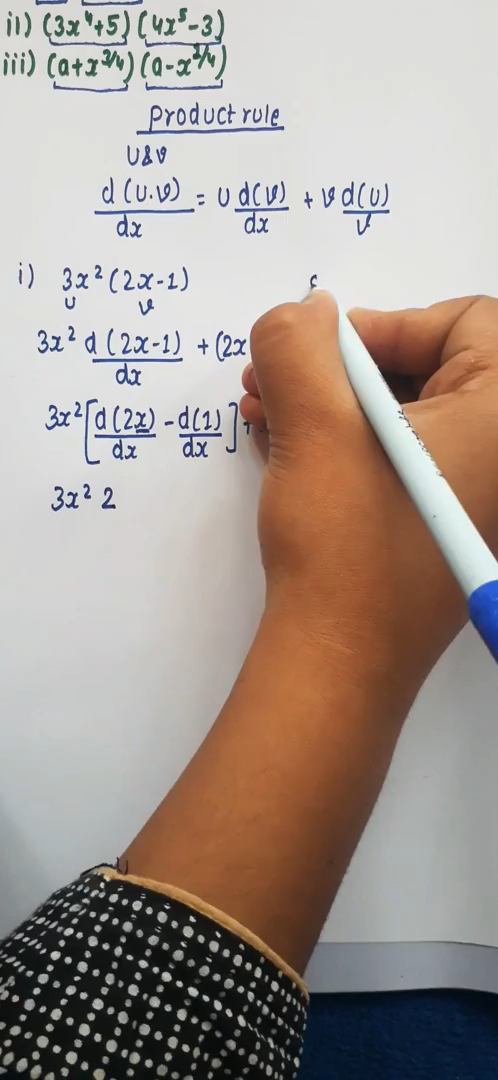 ii) (3x⁴+5) (4x⁵-3)
iii) (a+x^3/4) (a-x^1/4)
Product rule
u & v
d(u.v)/dx = u d(v)/dx + v d(u)/v
i) 3x² (2x-1)
u v
3x² d(2x-1)/dx + (2x
3x² [d(2x)/dx - d(1)/dx] +
3x² 2